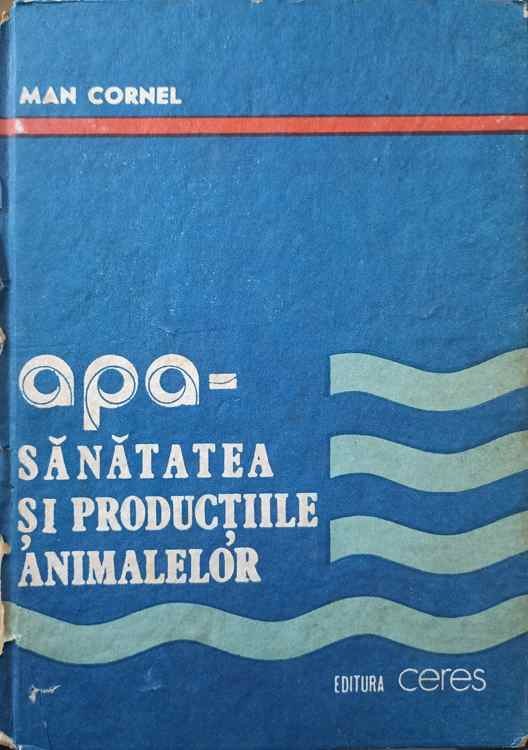 MAN CORNEL
apa-
SĂNĂTATEA
ȘI PRODUCȚIILE
ANIMALELOR
EDITURA ceres